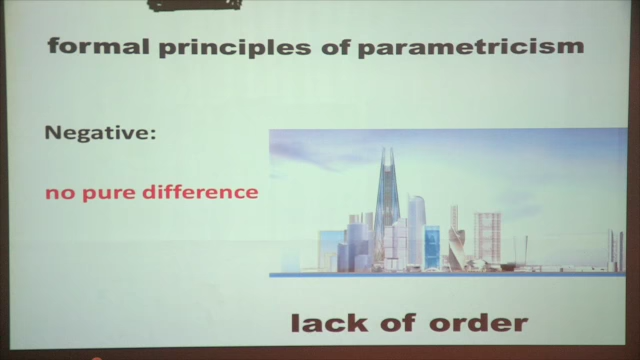 formal principles of parametricism
Negative:
no pure difference
lack of order